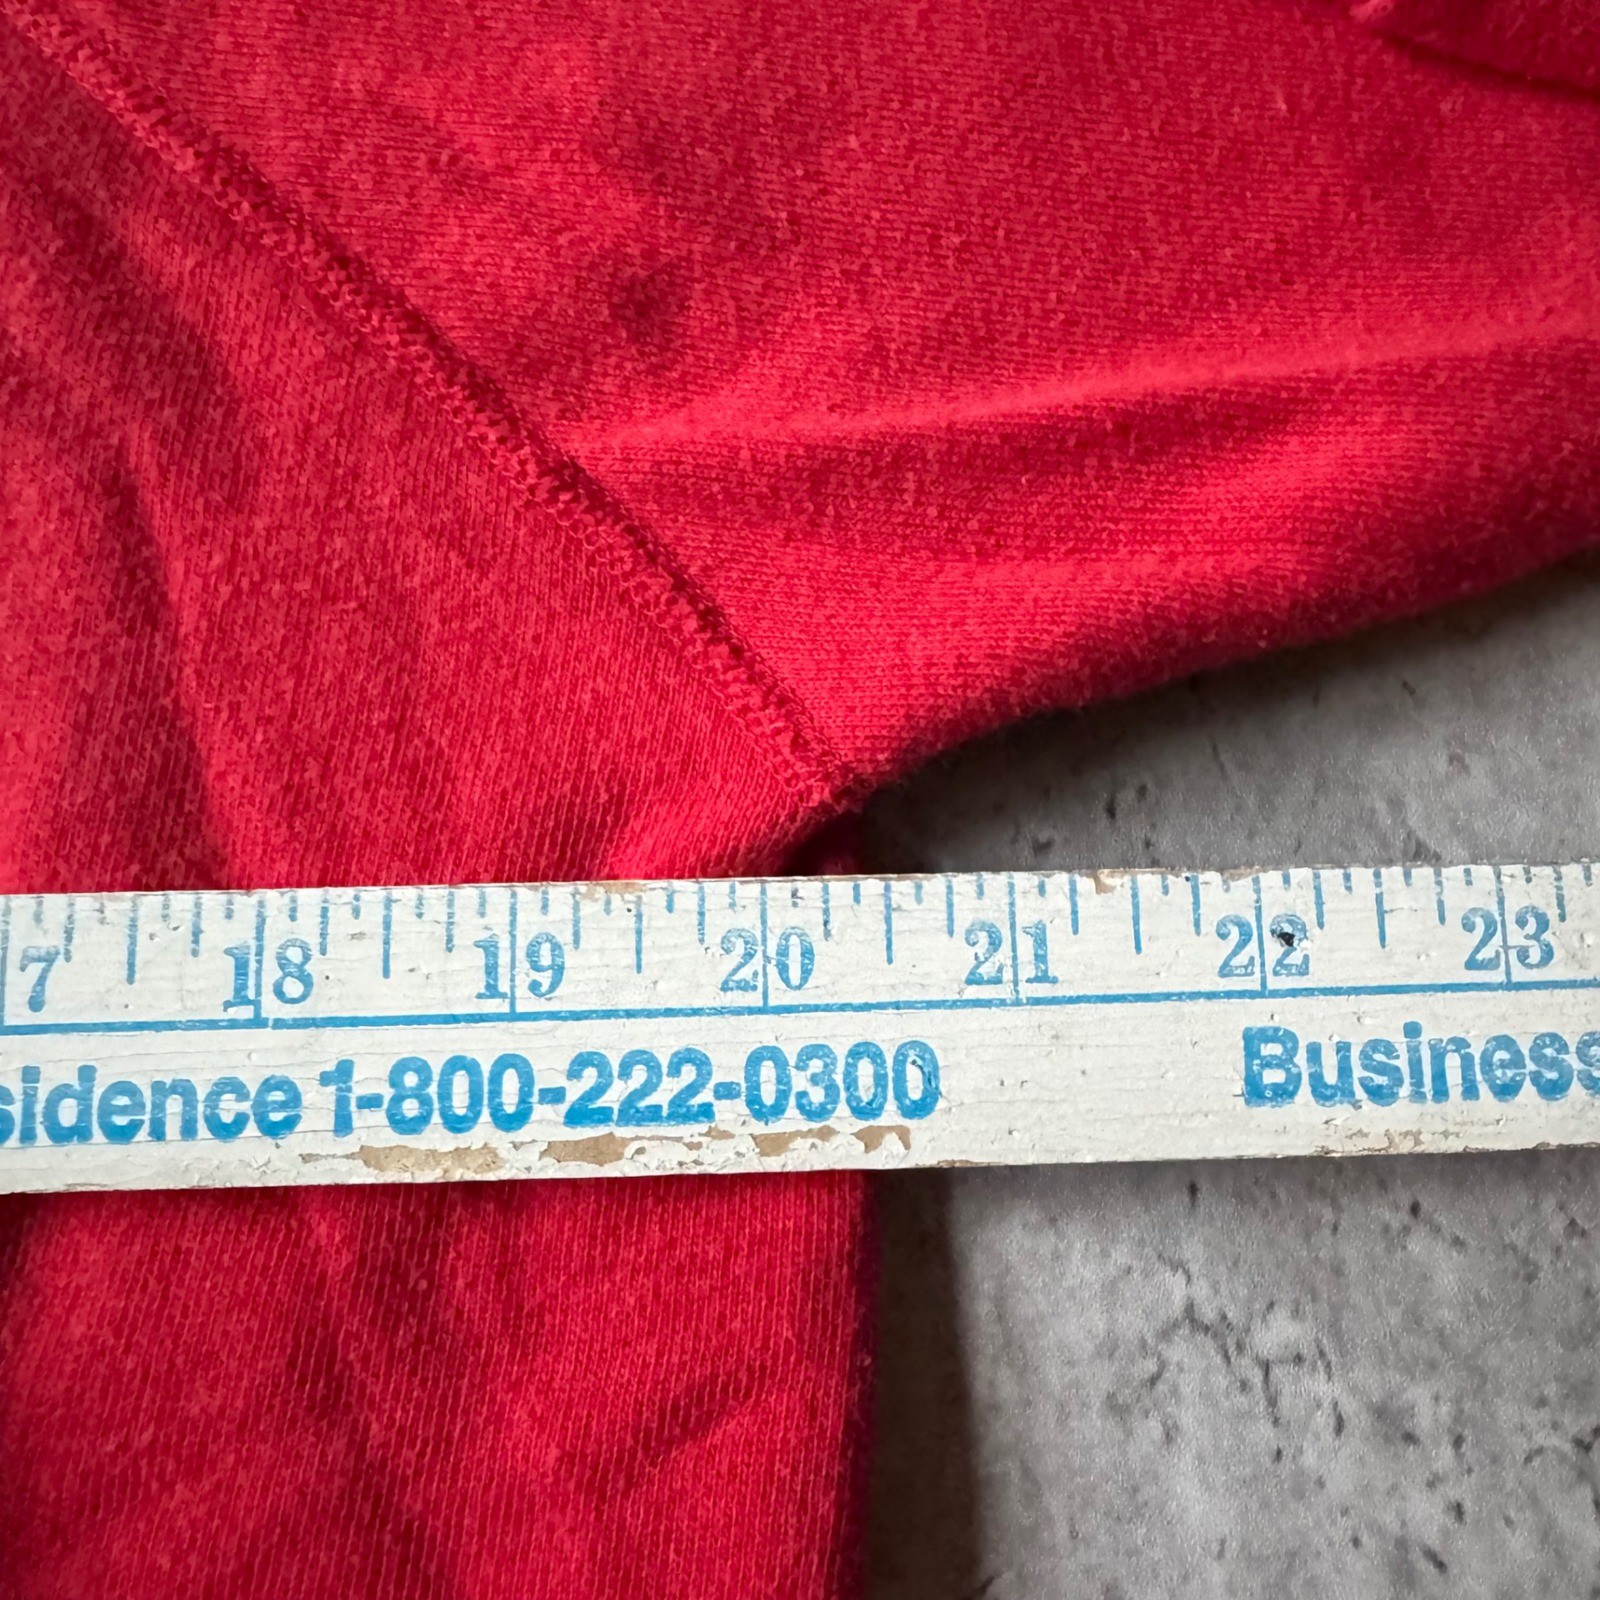 7 18 19 20 21 22 23
sidence 1-800-222-0300 Business